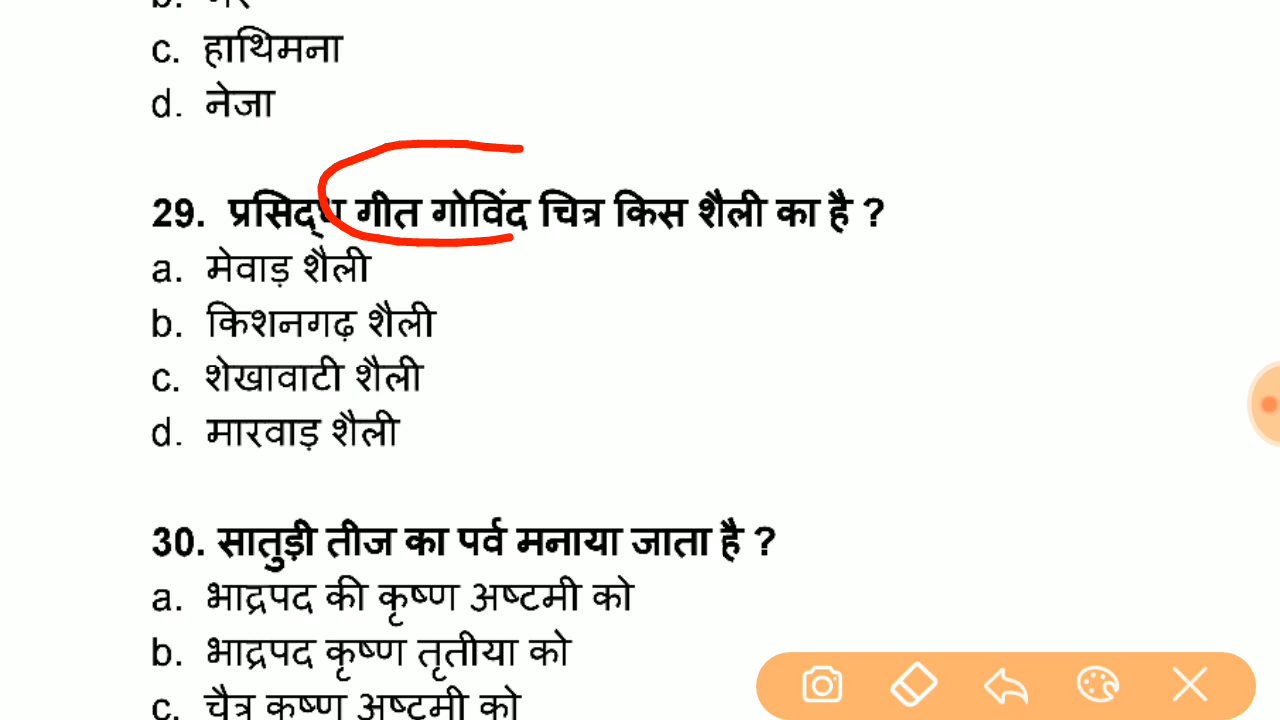 c. हाथिमना
d. नेजा
29. प्रसिद्ध गीत गोविंद चित्र किस शैली का है ?
a. मेवाड़ शैली
b. किशनगढ़ शैली
c. शेखावाटी शैली
d. मारवाड़ शैली
30. सातुड़ी तीज का पर्व मनाया जाता है ?
a. भाद्रपद की कृष्ण अष्टमी को
b. भाद्रपद कृष्ण तृतीया को
c. चैत्र कृष्ण अष्टमी को